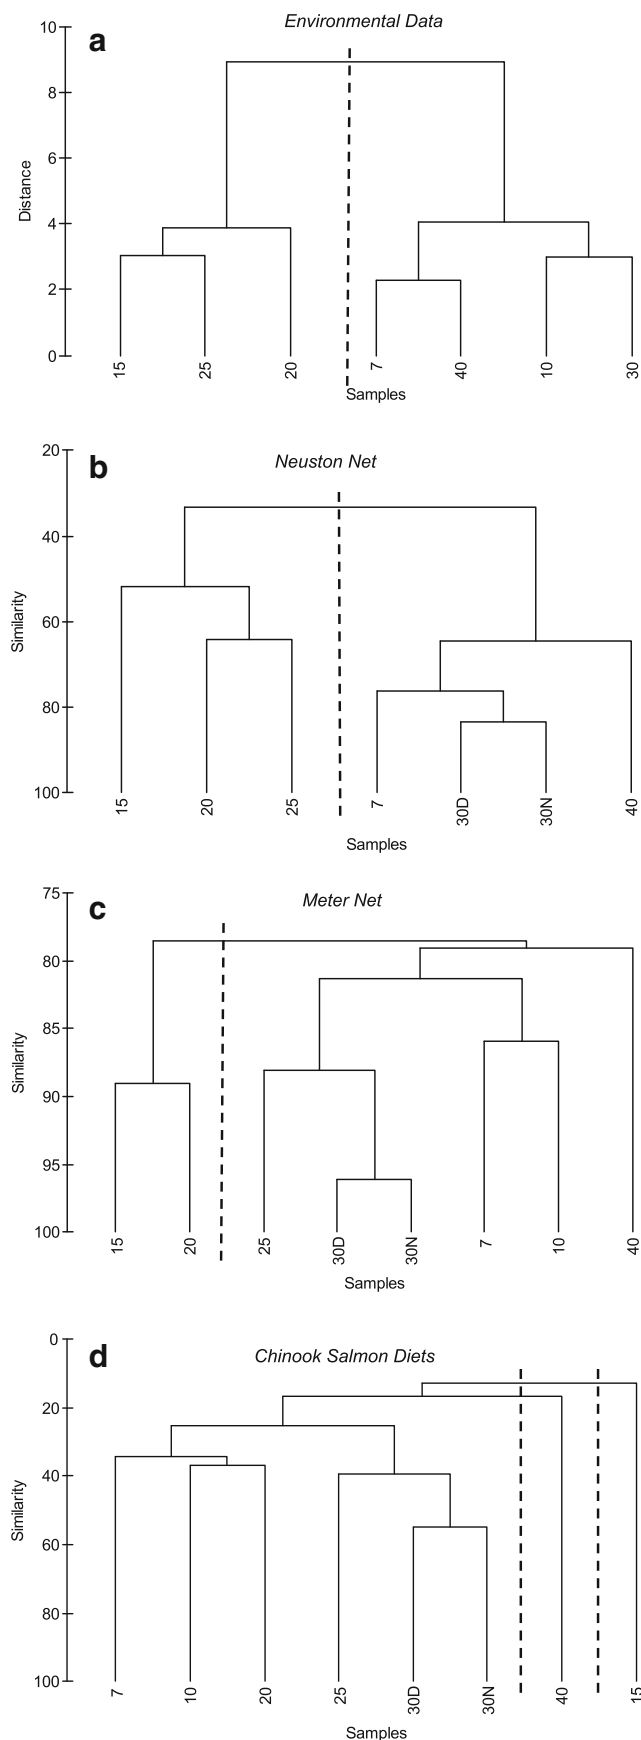 Environmental Data
a
10
8
6
4
2
0
Distance
15 25 20 7 40 10 30
Samples
Neuston Net
b
20
40
60
80
100
Similarity
15 20 25 7 30D 30N 40
Samples
Meter Net
c
75
80
85
90
95
100
Similarity
15 20 25 30D 30N 7 10 40
Samples
Chinook Salmon Diets
d
0
20
40
60
80
100
Similarity
7 10 20 25 30D 30N 40 15
Samples